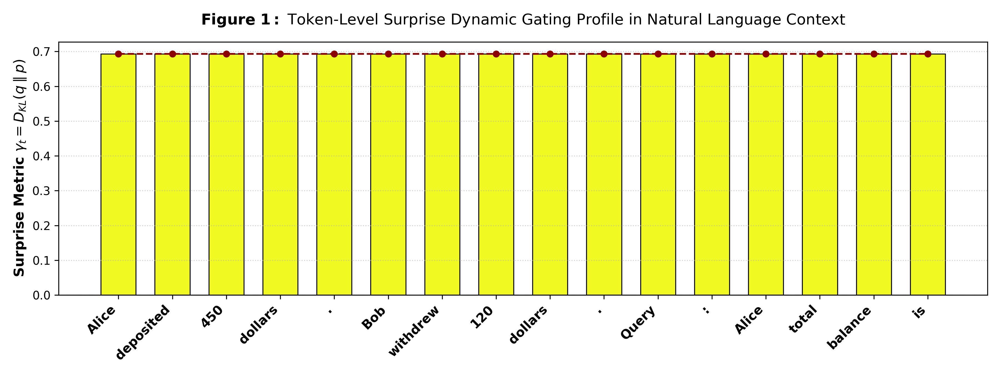 Figure 1: Token-Level Surprise Dynamic Gating Profile in Natural Language Context
Surprise Metric γt = DKL(q ∥ p)
0.7
0.6
0.5
0.4
0.3
0.2
0.1
0.0
Alice
deposited
450
dollars
.
Bob
withdrew
120
dollars
.
Query
:
Alice
total
balance
is